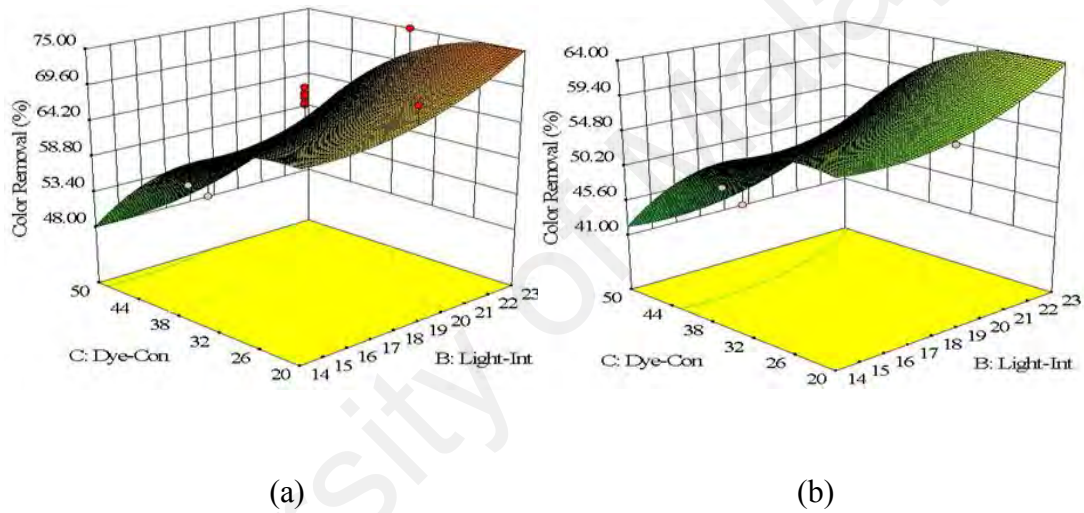 75.00
69.60
64.20
58.80
53.40
48.00
Color Removal (%)
50
44
38
32
26
20
C: Dye-Con
14 15 16 17 18 19 20 21 22 23
B: Light-Int
64.00
59.40
54.80
50.20
45.60
41.00
Color Removal (%)
50
44
38
32
26
20
C: Dye-Con
14 15 16 17 18 19 20 21 22 23
B: Light-Int
(a)
(b)
sity of Mala